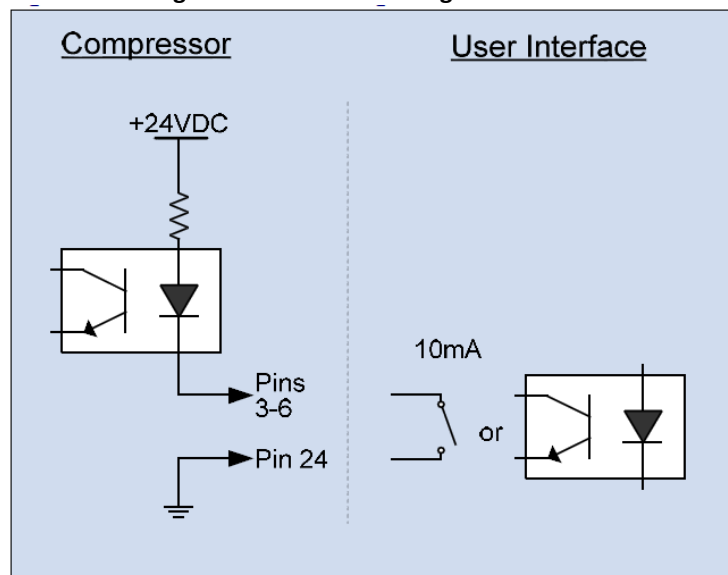 Compressor
User Interface
+24VDC
10mA
Pins
3-6
or
Pin 24